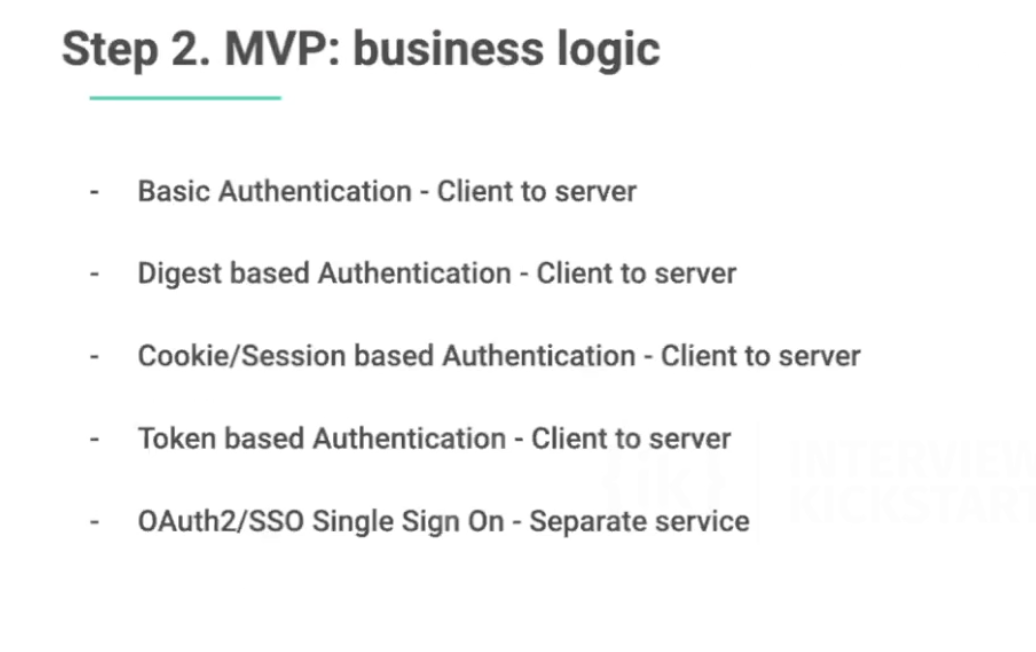 Step 2. MVP: business logic
- Basic Authentication - Client to server
- Digest based Authentication - Client to server
- Cookie/Session based Authentication - Client to server
- Token based Authentication - Client to server
- OAuth2/SSO Single Sign On - Separate service
{ik}
INTERVIEW
KICKSTART